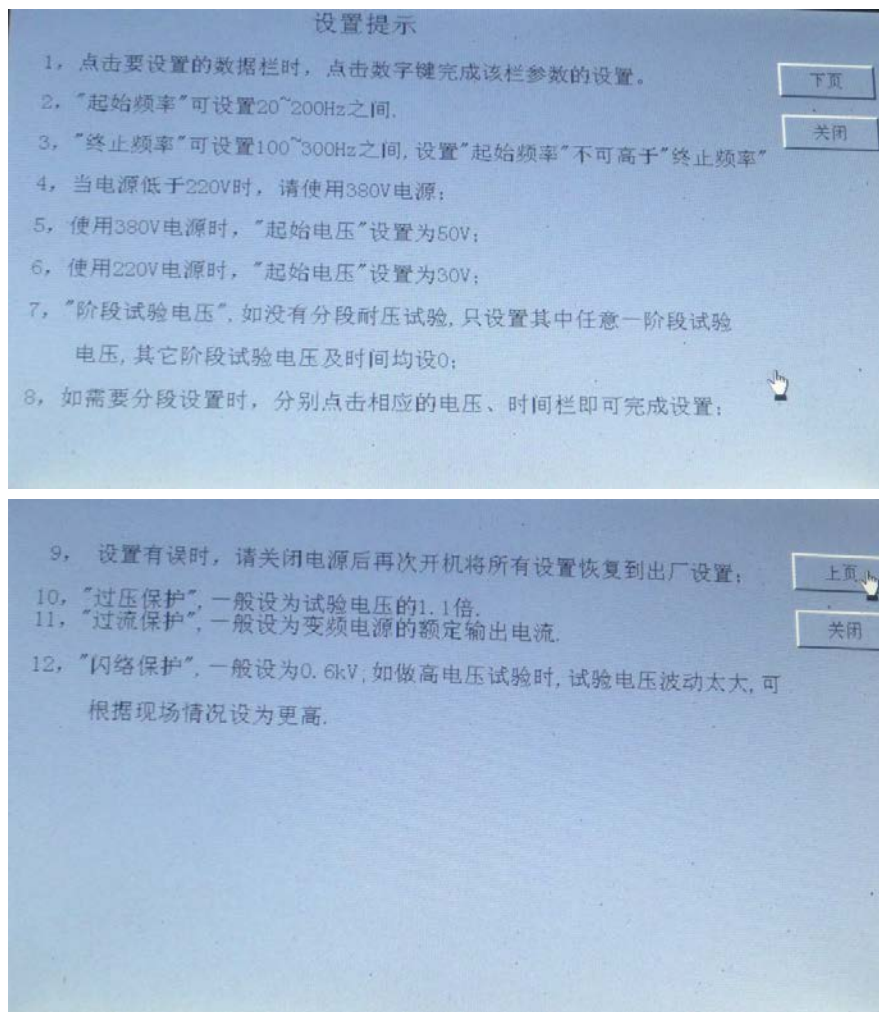 设置提示
1, 点击要设置的数据栏时, 点击数字键完成该栏参数的设置。
下页
2, "起始频率"可设置20~200Hz之间.
关闭
3, "终止频率"可设置100~300Hz之间, 设置"起始频率"不可高于"终止频率"
4, 当电源低于220V时, 请使用380V电源;
5, 使用380V电源时, "起始电压"设置为50V;
6, 使用220V电源时, "起始电压"设置为30V;
7, "阶段试验电压", 如没有分段耐压试验, 只设置其中任意一阶段试验
电压, 其它阶段试验电压及时间均设0;
8, 如需要分段设置时, 分别点击相应的电压、时间栏即可完成设置;
9, 设置有误时, 请关闭电源后再次开机将所有设置恢复到出厂设置;
上页
10, "过压保护", 一般设为试验电压的1.1倍.
11, "过流保护", 一般设为变频电源的额定输出电流.
关闭
12, "闪络保护", 一般设为0.6kV, 如做高电压试验时, 试验电压波动太大, 可
根据现场情况设为更高.